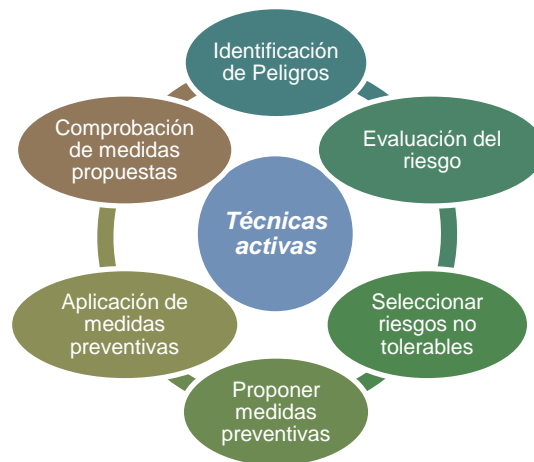 Identificación
de Peligros
Evaluación del
riesgo
Seleccionar
riesgos no
tolerables
Proponer
medidas
preventivas
Aplicación de
medidas
preventivas
Comprobación
de medidas
propuestas
Técnicas
activas